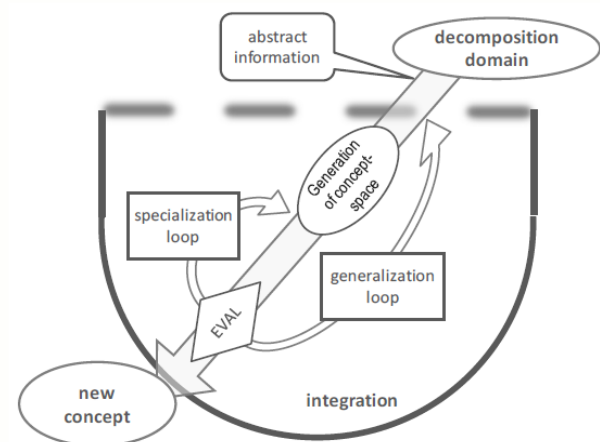 abstract
information
decomposition
domain
Generation
of concept-
space
specialization
loop
generalization
loop
EVAL
new
concept
integration